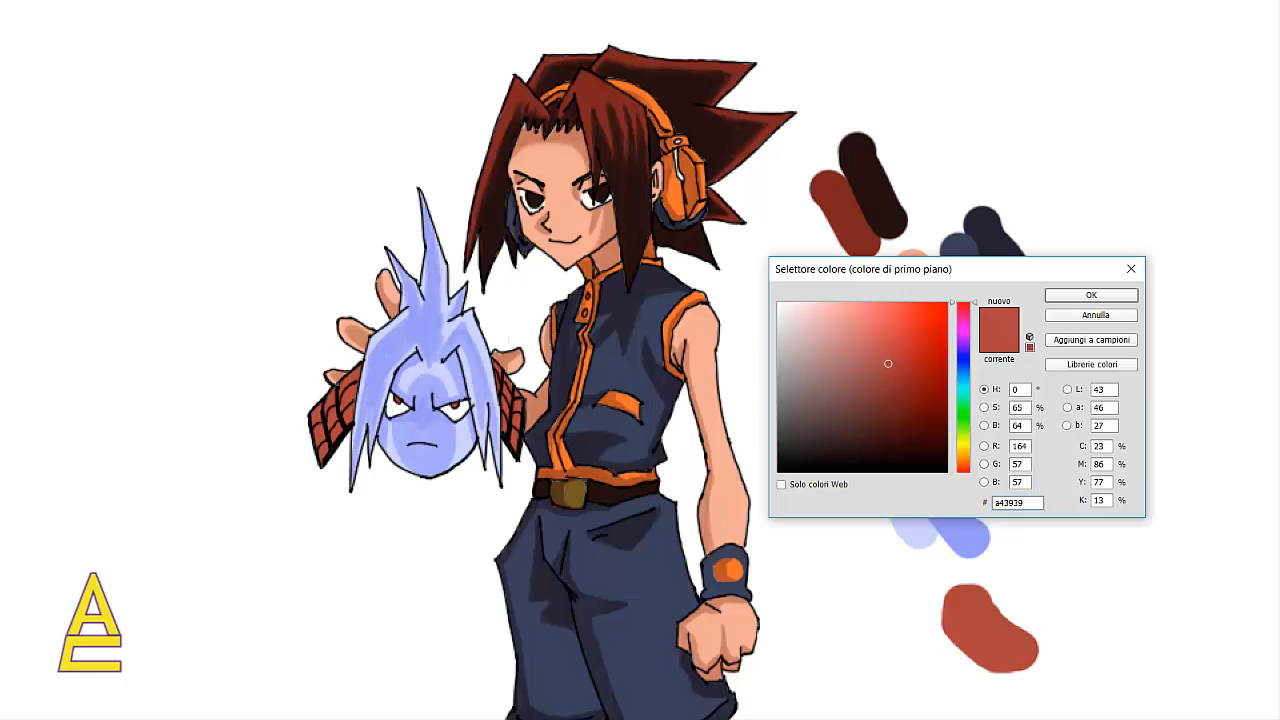 Selettore colore (colore di primo piano)
nuovo
corrente
OK
Annulla
Aggiungi a campioni
Librerie colori
H: 0 °
S: 65 %
B: 64 %
R: 164
G: 57
B: 57
# a43939
L: 43
a: 46
b: 27
C: 23 %
M: 86 %
Y: 77 %
K: 13 %
Solo colori Web